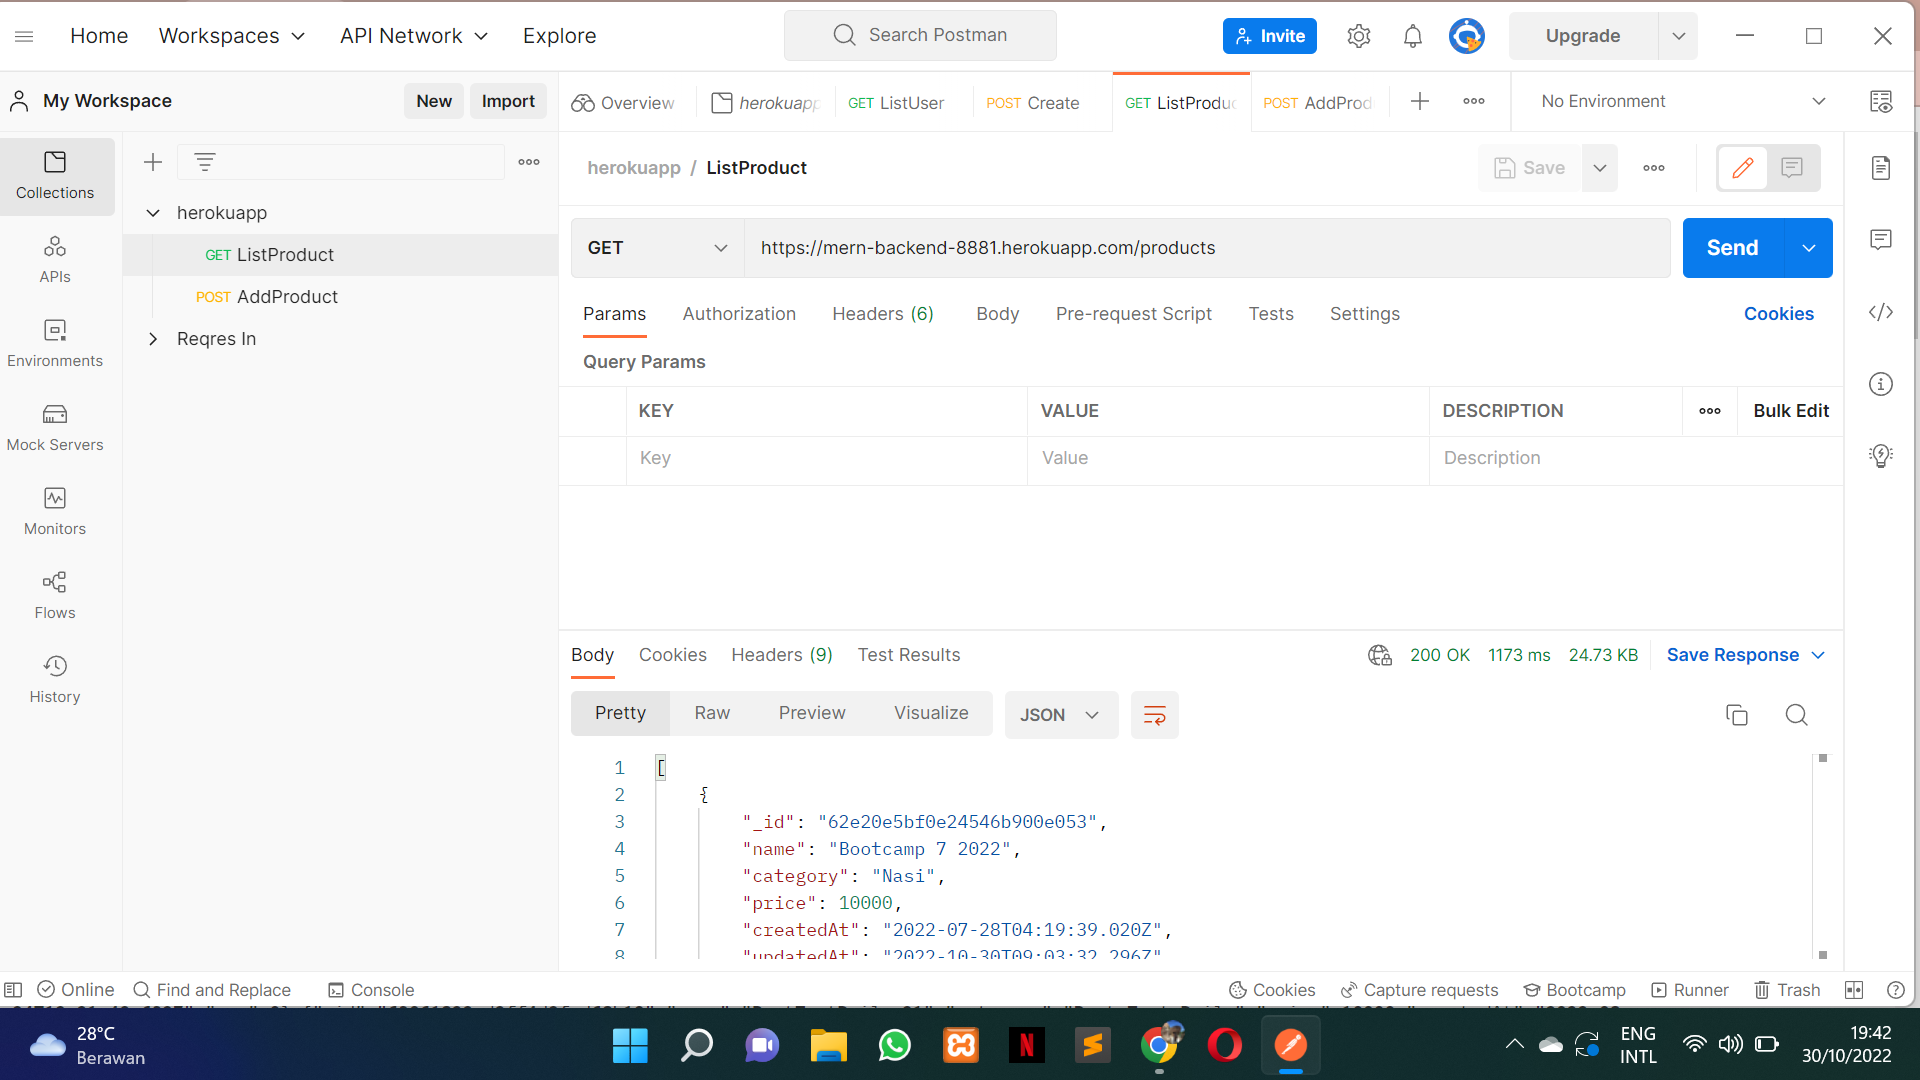 Home Workspaces API Network Explore Search Postman Invite Upgrade
My Workspace New Import Overview herokuapp GET ListUser POST Create GET ListProduc POST AddProd No Environment
Collections
herokuapp / ListProduct Save
herokuapp
GET ListProduct
POST AddProduct
Reqres In
APIs
Environments
Mock Servers
Monitors
Flows
History
GET https://mern-backend-8881.herokuapp.com/products Send
Params Authorization Headers (6) Body Pre-request Script Tests Settings Cookies
Query Params
KEY VALUE DESCRIPTION Bulk Edit
Key Value Description
Body Cookies Headers (9) Test Results 200 OK 1173 ms 24.73 KB Save Response
Pretty Raw Preview Visualize JSON
1 [
2 {
3 "_id": "62e20e5bf0e24546b900e053",
4 "name": "Bootcamp 7 2022",
5 "category": "Nasi",
6 "price": 10000,
7 "createdAt": "2022-07-28T04:19:39.020Z",
8 "updatedAt": "2022-10-30T09:03:32.296Z"
Online Find and Replace Console Cookies Capture requests Bootcamp Runner Trash
28°C
Berawan
ENG
INTL
19:42
30/10/2022